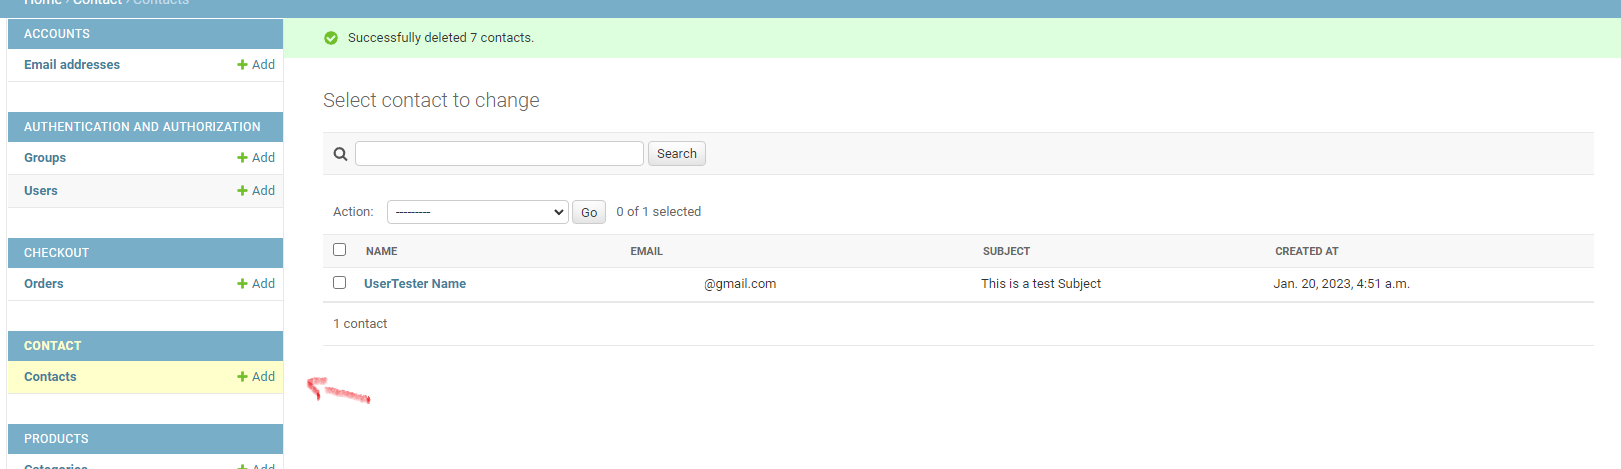 Home › Contact › Contacts
ACCOUNTS
Email addresses + Add
AUTHENTICATION AND AUTHORIZATION
Groups + Add
Users + Add
CHECKOUT
Orders + Add
CONTACT
Contacts + Add
PRODUCTS
Categories + Add
Successfully deleted 7 contacts.
Select contact to change
Search
Action: --------- Go 0 of 1 selected
NAME EMAIL SUBJECT CREATED AT
UserTester Name @gmail.com This is a test Subject Jan. 20, 2023, 4:51 a.m.
1 contact